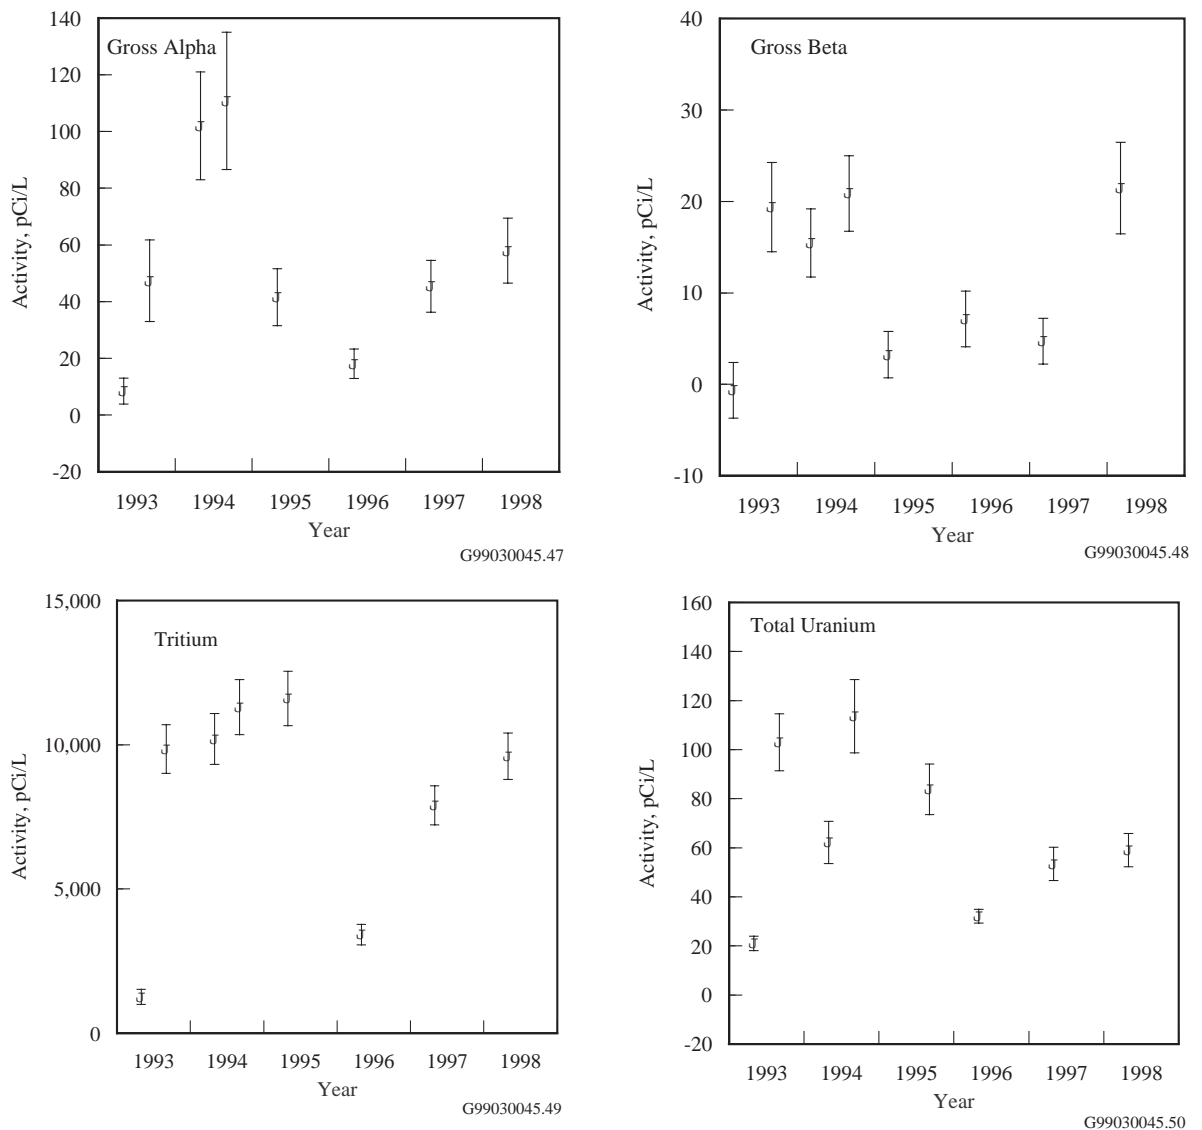 Gross Alpha
140
120
100
80
60
40
20
0
-20
Activity, pCi/L
1993 1994 1995 1996 1997 1998
Year
G99030045.47
Gross Beta
40
30
20
10
0
-10
Activity, pCi/L
1993 1994 1995 1996 1997 1998
Year
G99030045.48
Tritium
15,000
10,000
5,000
0
Activity, pCi/L
1993 1994 1995 1996 1997 1998
Year
G99030045.49
Total Uranium
160
140
120
100
80
60
40
20
0
-20
Activity, pCi/L
1993 1994 1995 1996 1997 1998
Year
G99030045.50